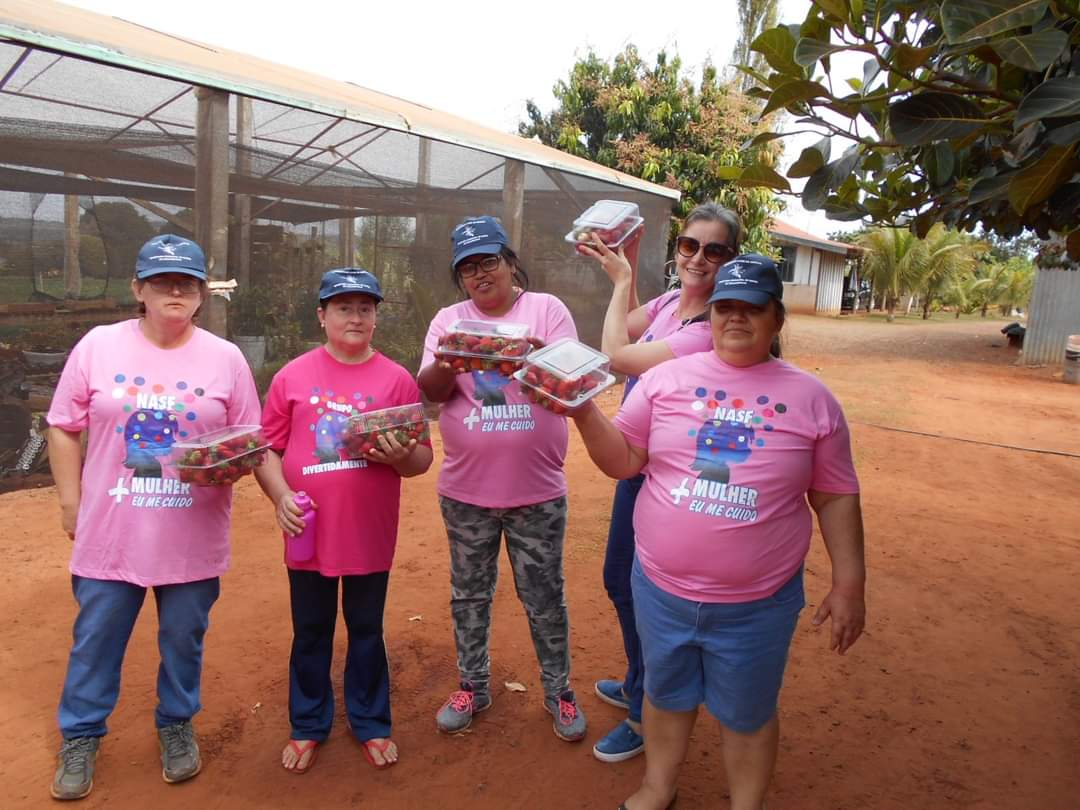 NASF
+ MULHER
EU ME CUIDO
GRUPO
DIVERTIDAMENTE
+ MULHER
EU ME CUIDO
NASF
+ MULHER
EU ME CUIDO